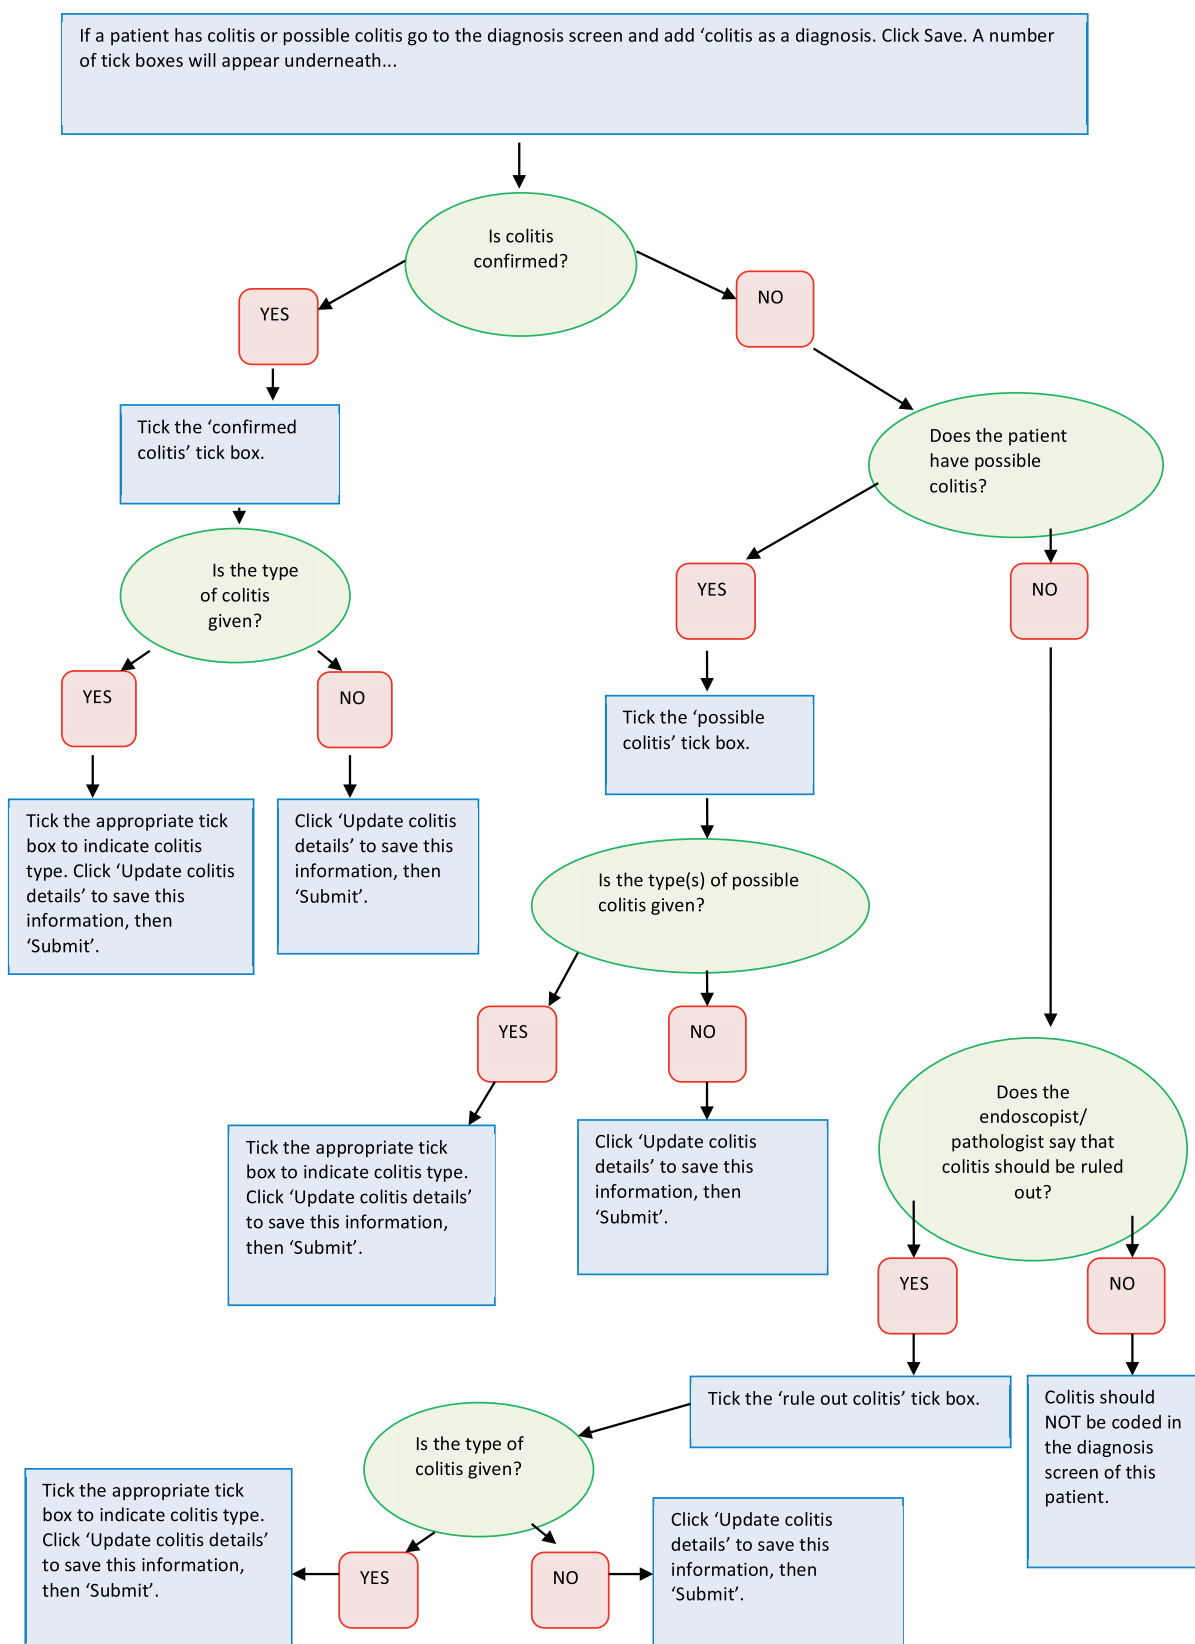 If a patient has colitis or possible colitis go to the diagnosis screen and add ‘colitis as a diagnosis. Click Save. A number
of tick boxes will appear underneath...
Is colitis
confirmed?
YES
NO
Tick the ‘confirmed
colitis’ tick box.
Does the patient
have possible
colitis?
Is the type
of colitis
given?
YES
NO
YES
NO
Tick the ‘possible
colitis’ tick box.
Tick the appropriate tick
box to indicate colitis
type. Click ‘Update colitis
details’ to save this
information, then
‘Submit’.
Click ‘Update colitis
details’ to save this
information, then
‘Submit’.
Is the type(s) of possible
colitis given?
YES
NO
Tick the appropriate tick
box to indicate colitis type.
Click ‘Update colitis details’
to save this information,
then ‘Submit’.
Click ‘Update colitis
details’ to save this
information, then
‘Submit’.
Does the
endoscopist/
pathologist say that
colitis should be ruled
out?
YES
NO
Tick the ‘rule out colitis’ tick box.
Colitis should
NOT be coded in
the diagnosis
screen of this
patient.
Is the type of
colitis given?
Tick the appropriate tick
box to indicate colitis type.
Click ‘Update colitis details’
to save this information,
then ‘Submit’.
YES
NO
Click ‘Update colitis
details’ to save this
information, then
‘Submit’.